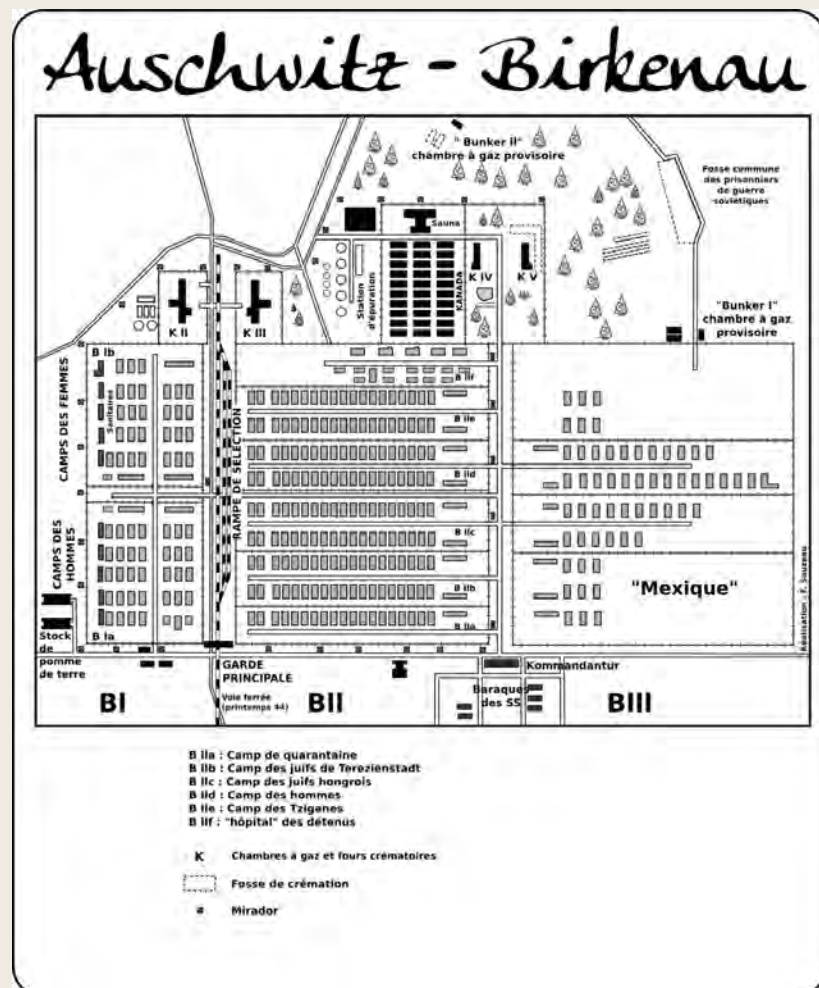 Auschwitz - Birkenau
"Bunker II"
chambre à gaz
provisoire
Fosse commune
des prisonniers
de guerre
soviétiques
Sauna
Station
d'épuration
KANADA
K IV
K V
"Bunker I"
chambre à gaz
provisoire
K II
K III
B Ib
CAMPS DES FEMMES
Sanitaires
RAMPE DE SELECTION
B IIf
B IIe
B IId
B IIc
B IIb
B IIa
CAMPS DES
HOMMES
B Ia
"Mexique"
Réalisation : F. Souzeau
Stock
de
pomme
de terre
GARDE
PRINCIPALE
Voie ferrée
(printemps 44)
Kommandantur
Baraques
des SS
BI
BII
BIII
B IIa : Camp de quarantaine
B IIb : Camp des juifs de Terezienstadt
B IIc : Camp des juifs hongrois
B IId : Camp des hommes
B IIe : Camp des Tziganes
B IIf : "hôpital" des détenus
K Chambres à gaz et fours crématoires
Fosse de crémation
Mirador